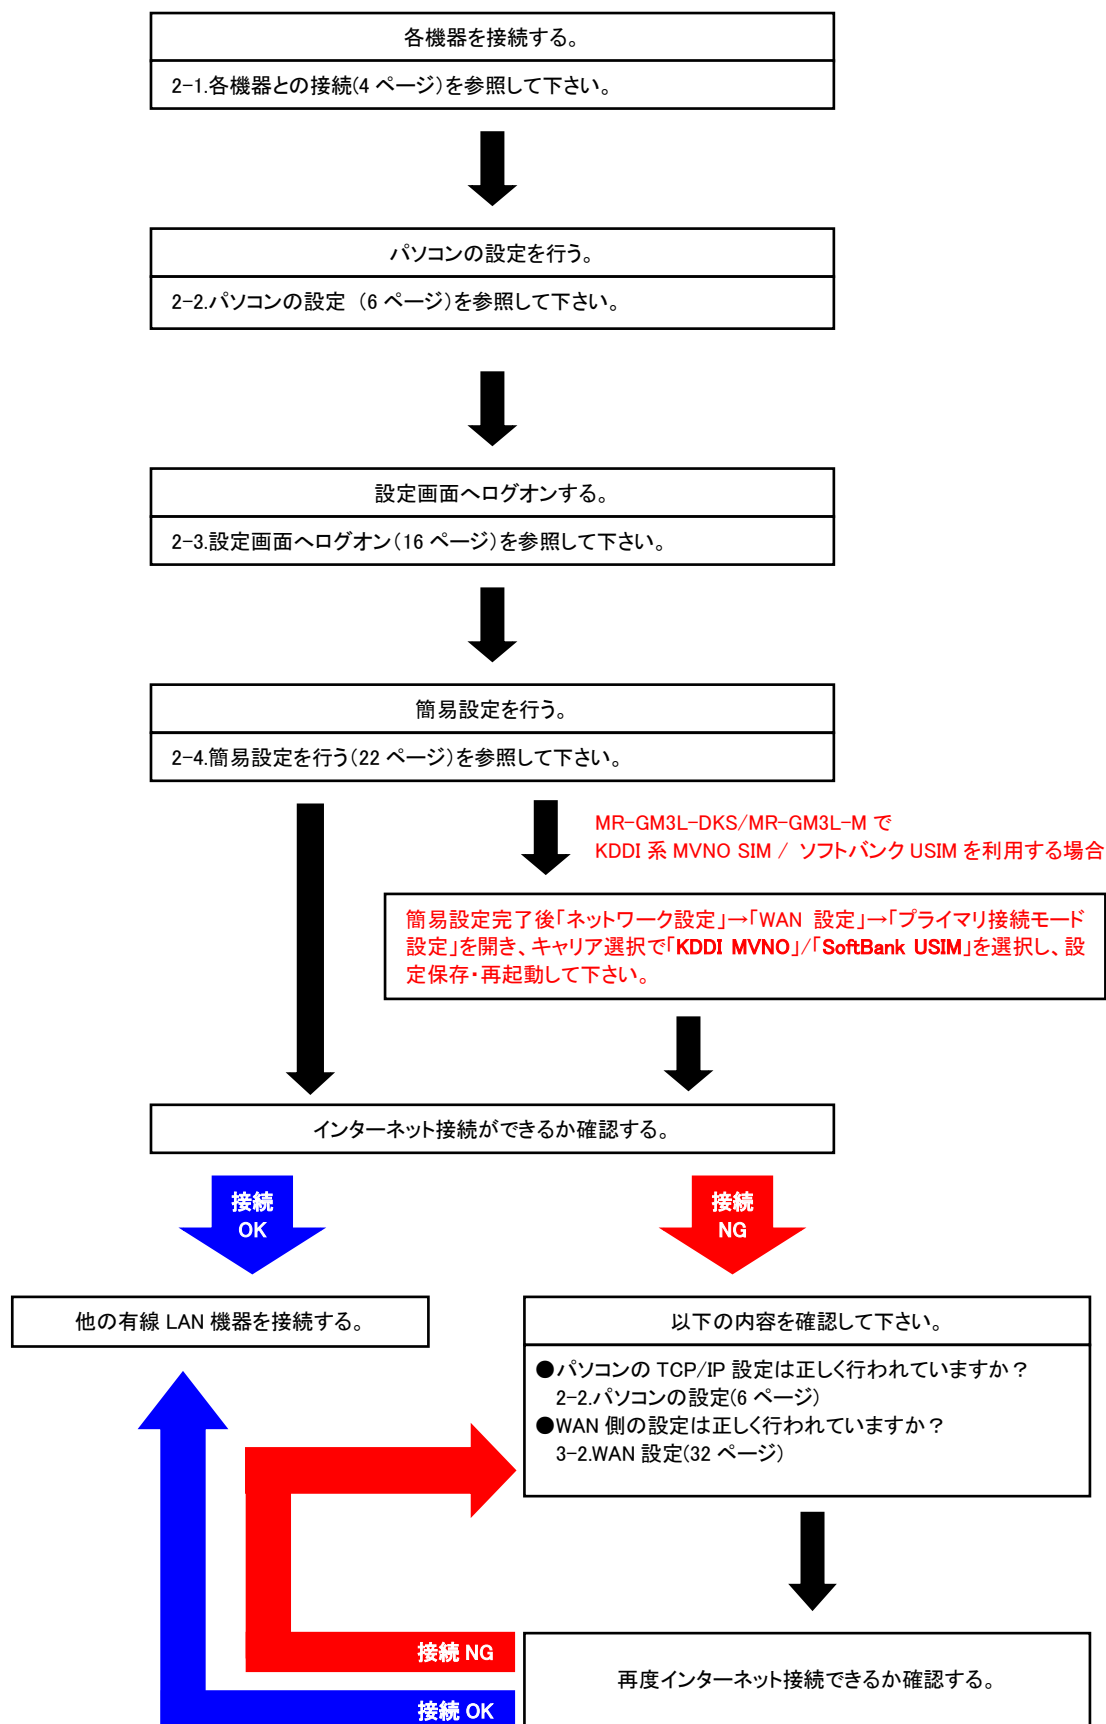 各機器を接続する。
2-1.各機器との接続(4 ページ)を参照して下さい。
パソコンの設定を行う。
2-2.パソコンの設定 （6 ページ）を参照して下さい。
設定画面へログオンする。
2-3.設定画面へログオン（16 ページ）を参照して下さい。
簡易設定を行う。
2-4.簡易設定を行う（22 ページ）を参照して下さい。
MR-GM3L-DKS/MR-GM3L-M で
KDDI 系 MVNO SIM / ソフトバンク USIM を利用する場合
簡易設定完了後「ネットワーク設定」→「WAN 設定」→「プライマリ接続モード
設定」を開き、キャリア選択で「KDDI MVNO」/「SoftBank USIM」を選択し、設
定保存・再起動して下さい。
インターネット接続ができるか確認する。
接続
OK
接続
NG
他の有線 LAN 機器を接続する。
以下の内容を確認して下さい。
●パソコンの TCP/IP 設定は正しく行われていますか？
2-2.パソコンの設定(6 ページ)
●WAN 側の設定は正しく行われていますか？
3-2.WAN 設定(32 ページ)
接続 NG
再度インターネット接続できるか確認する。
接続 OK